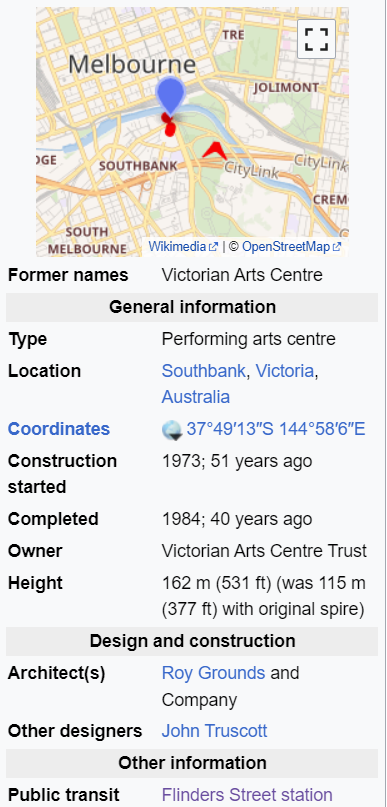 TRE
Melbourne
JOLIMONT
DGE
SOUTHBANK
CityLink
CityLink
CREM
SOUTH
MELBOURNE
Wikimedia | © OpenStreetMap
Former names Victorian Arts Centre
General information
Type Performing arts centre
Location Southbank, Victoria,
Australia
Coordinates 37°49′13″S 144°58′6″E
Construction started 1973; 51 years ago
Completed 1984; 40 years ago
Owner Victorian Arts Centre Trust
Height 162 m (531 ft) (was 115 m
(377 ft) with original spire)
Design and construction
Architect(s) Roy Grounds and
Company
Other designers John Truscott
Other information
Public transit Flinders Street station